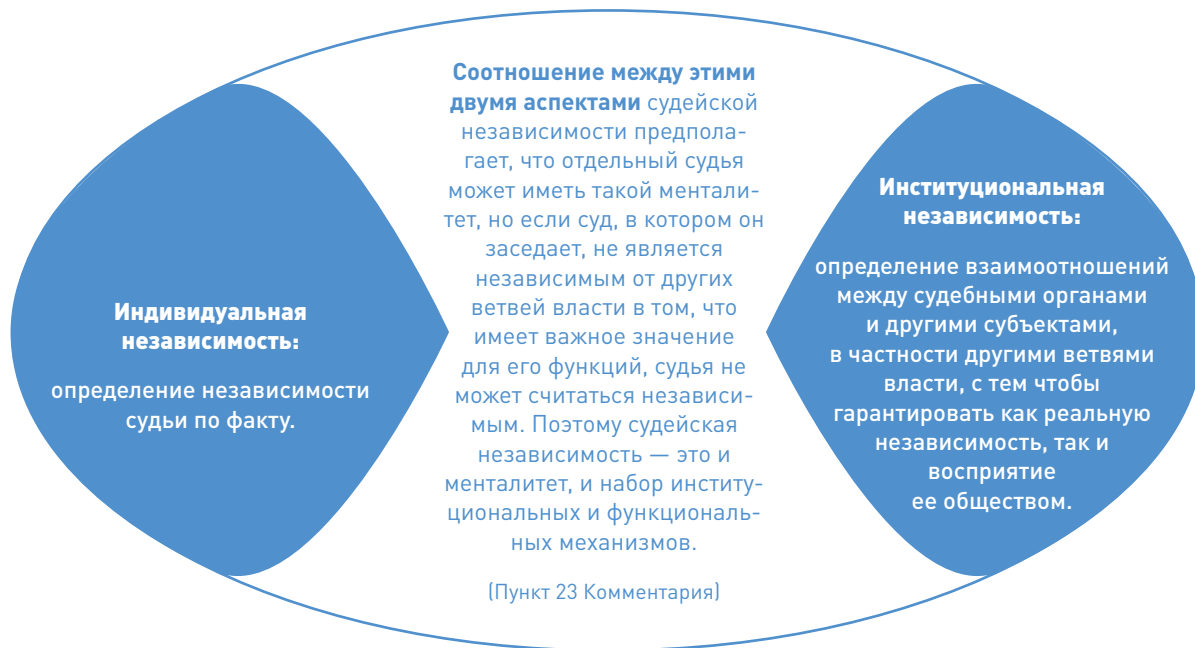 Индивидуальная
независимость:
определение независимости
судьи по факту.
Соотношение между этими
двумя аспектами судейской
независимости предпола-
гает, что отдельный судья
может иметь такой ментали-
тет, но если суд, в котором он
заседает, не является
независимым от других
ветвей власти в том, что
имеет важное значение
для его функций, судья не
может считаться независи-
мым. Поэтому судейская
независимость — это и
менталитет, и набор институ-
циональных и функциональ-
ных механизмов.
(Пункт 23 Комментария)
Институциональная
независимость:
определение взаимоотношений
между судебными органами
и другими субъектами,
в частности другими ветвями
власти, с тем чтобы
гарантировать как реальную
независимость, так и
восприятие
ее обществом.